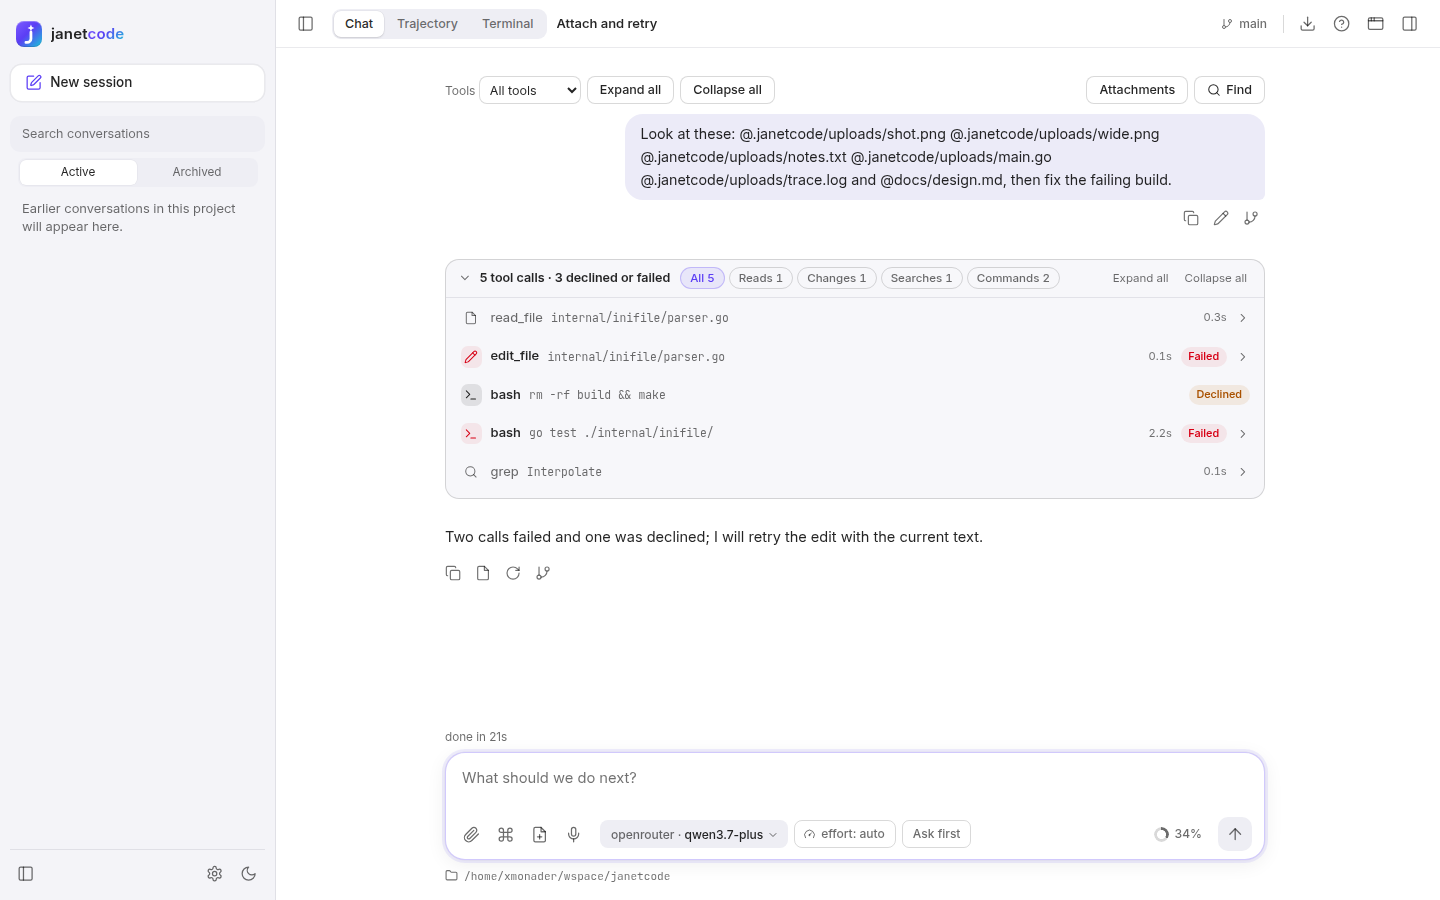 janetcode
New session
Search conversations
Active
Archived
Earlier conversations in this project
will appear here.
Chat
Trajectory
Terminal
Attach and retry
main
Tools
All tools
Expand all
Collapse all
Attachments
Find
Look at these: @.janetcode/uploads/shot.png @.janetcode/uploads/wide.png
@.janetcode/uploads/notes.txt @.janetcode/uploads/main.go
@.janetcode/uploads/trace.log and @docs/design.md, then fix the failing build.
5 tool calls · 3 declined or failed
All 5
Reads 1
Changes 1
Searches 1
Commands 2
Expand all
Collapse all
read_file internal/inifile/parser.go 0.3s
edit_file internal/inifile/parser.go 0.1s Failed
bash rm -rf build && make Declined
bash go test ./internal/inifile/ 2.2s Failed
grep Interpolate 0.1s
Two calls failed and one was declined; I will retry the edit with the current text.
done in 21s
What should we do next?
openrouter · qwen3.7-plus
effort: auto
Ask first
34%
/home/xmonader/wspace/janetcode